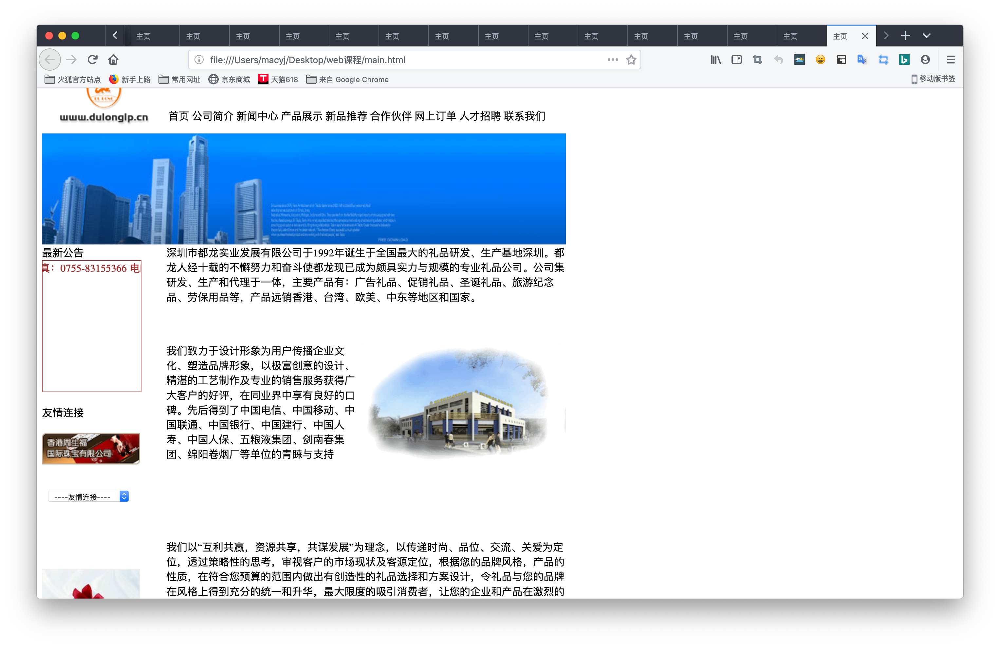 主页 主页 主页 主页 主页 主页 主页 主页 主页 主页 主页 主页 主页 主页 主页
file:///Users/macyj/Desktop/web课程/main.html
火狐官方站点 新手上路 常用网址 京东商城 天猫618 来自 Google Chrome 移动版书签
DU LONG
www.dulonglp.cn
首页 公司简介 新闻中心 产品展示 新品推荐 合作伙伴 网上订单 人才招聘 联系我们
FREE DOWNLOAD
最新公告
真：0755-83155366 电
友情连接
香港周生福
国际珠宝有限公司
----友情连接----
深圳市都龙实业发展有限公司于1992年诞生于全国最大的礼品研发、生产基地深圳。都
龙人经十载的不懈努力和奋斗使都龙现已成为颇具实力与规模的专业礼品公司。公司集
研发、生产和代理于一体，主要产品有：广告礼品、促销礼品、圣诞礼品、旅游纪念
品、劳保用品等，产品远销香港、台湾、欧美、中东等地区和国家。
我们致力于设计形象为用户传播企业文
化、塑造品牌形象，以极富创意的设计、
精湛的工艺制作及专业的销售服务获得广
大客户的好评，在同业界中享有良好的口
碑。先后得到了中国电信、中国移动、中
国联通、中国银行、中国建行、中国人
寿、中国人保、五粮液集团、剑南春集
团、绵阳卷烟厂等单位的青睐与支持
我们以“互利共赢，资源共享，共谋发展”为理念，以传递时尚、品位、交流、关爱为定
位，透过策略性的思考，审视客户的市场现状及客源定位，根据您的品牌风格，产品的
性质，在符合您预算的范围内做出有创造性的礼品选择和方案设计，令礼品与您的品牌
在风格上得到充分的统一和升华，最大限度的吸引消费者，让您的企业和产品在激烈的